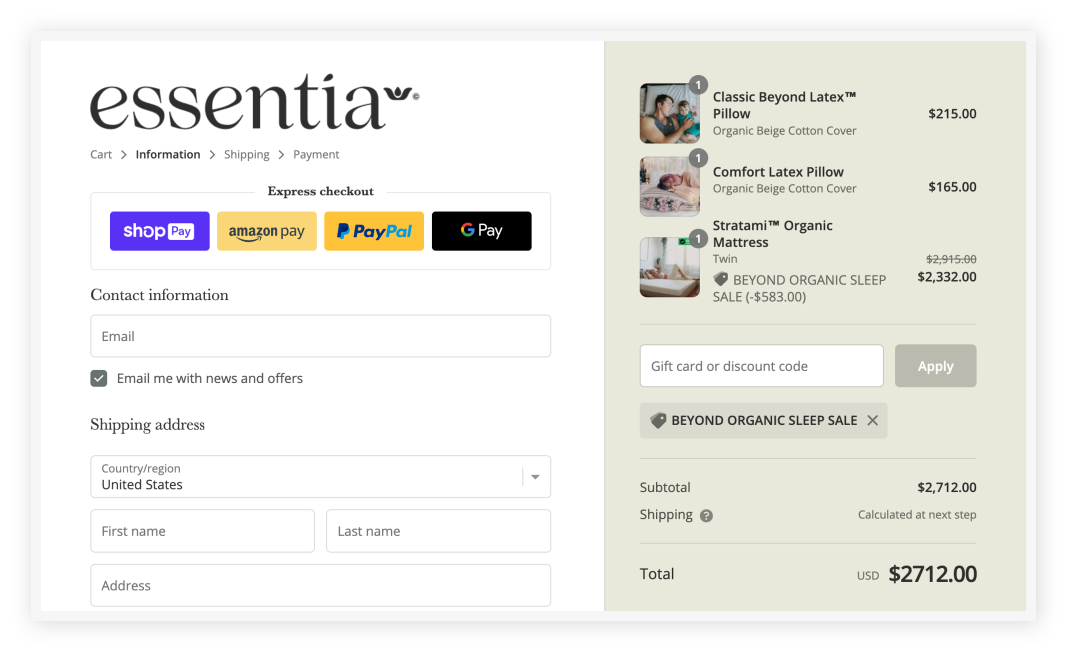 essentia
Cart > Information > Shipping > Payment
Express checkout
shop Pay
amazon pay
PayPal
G Pay
Contact information
Email
Email me with news and offers
Shipping address
Country/region
United States
First name
Last name
Address
1
Classic Beyond Latex™
Pillow
Organic Beige Cotton Cover
$215.00
1
Comfort Latex Pillow
Organic Beige Cotton Cover
$165.00
1
Stratami™ Organic
Mattress
Twin
BEYOND ORGANIC SLEEP
SALE (-$583.00)
$2,915.00
$2,332.00
Gift card or discount code
Apply
BEYOND ORGANIC SLEEP SALE
Subtotal $2,712.00
Shipping ? Calculated at next step
Total USD $2712.00